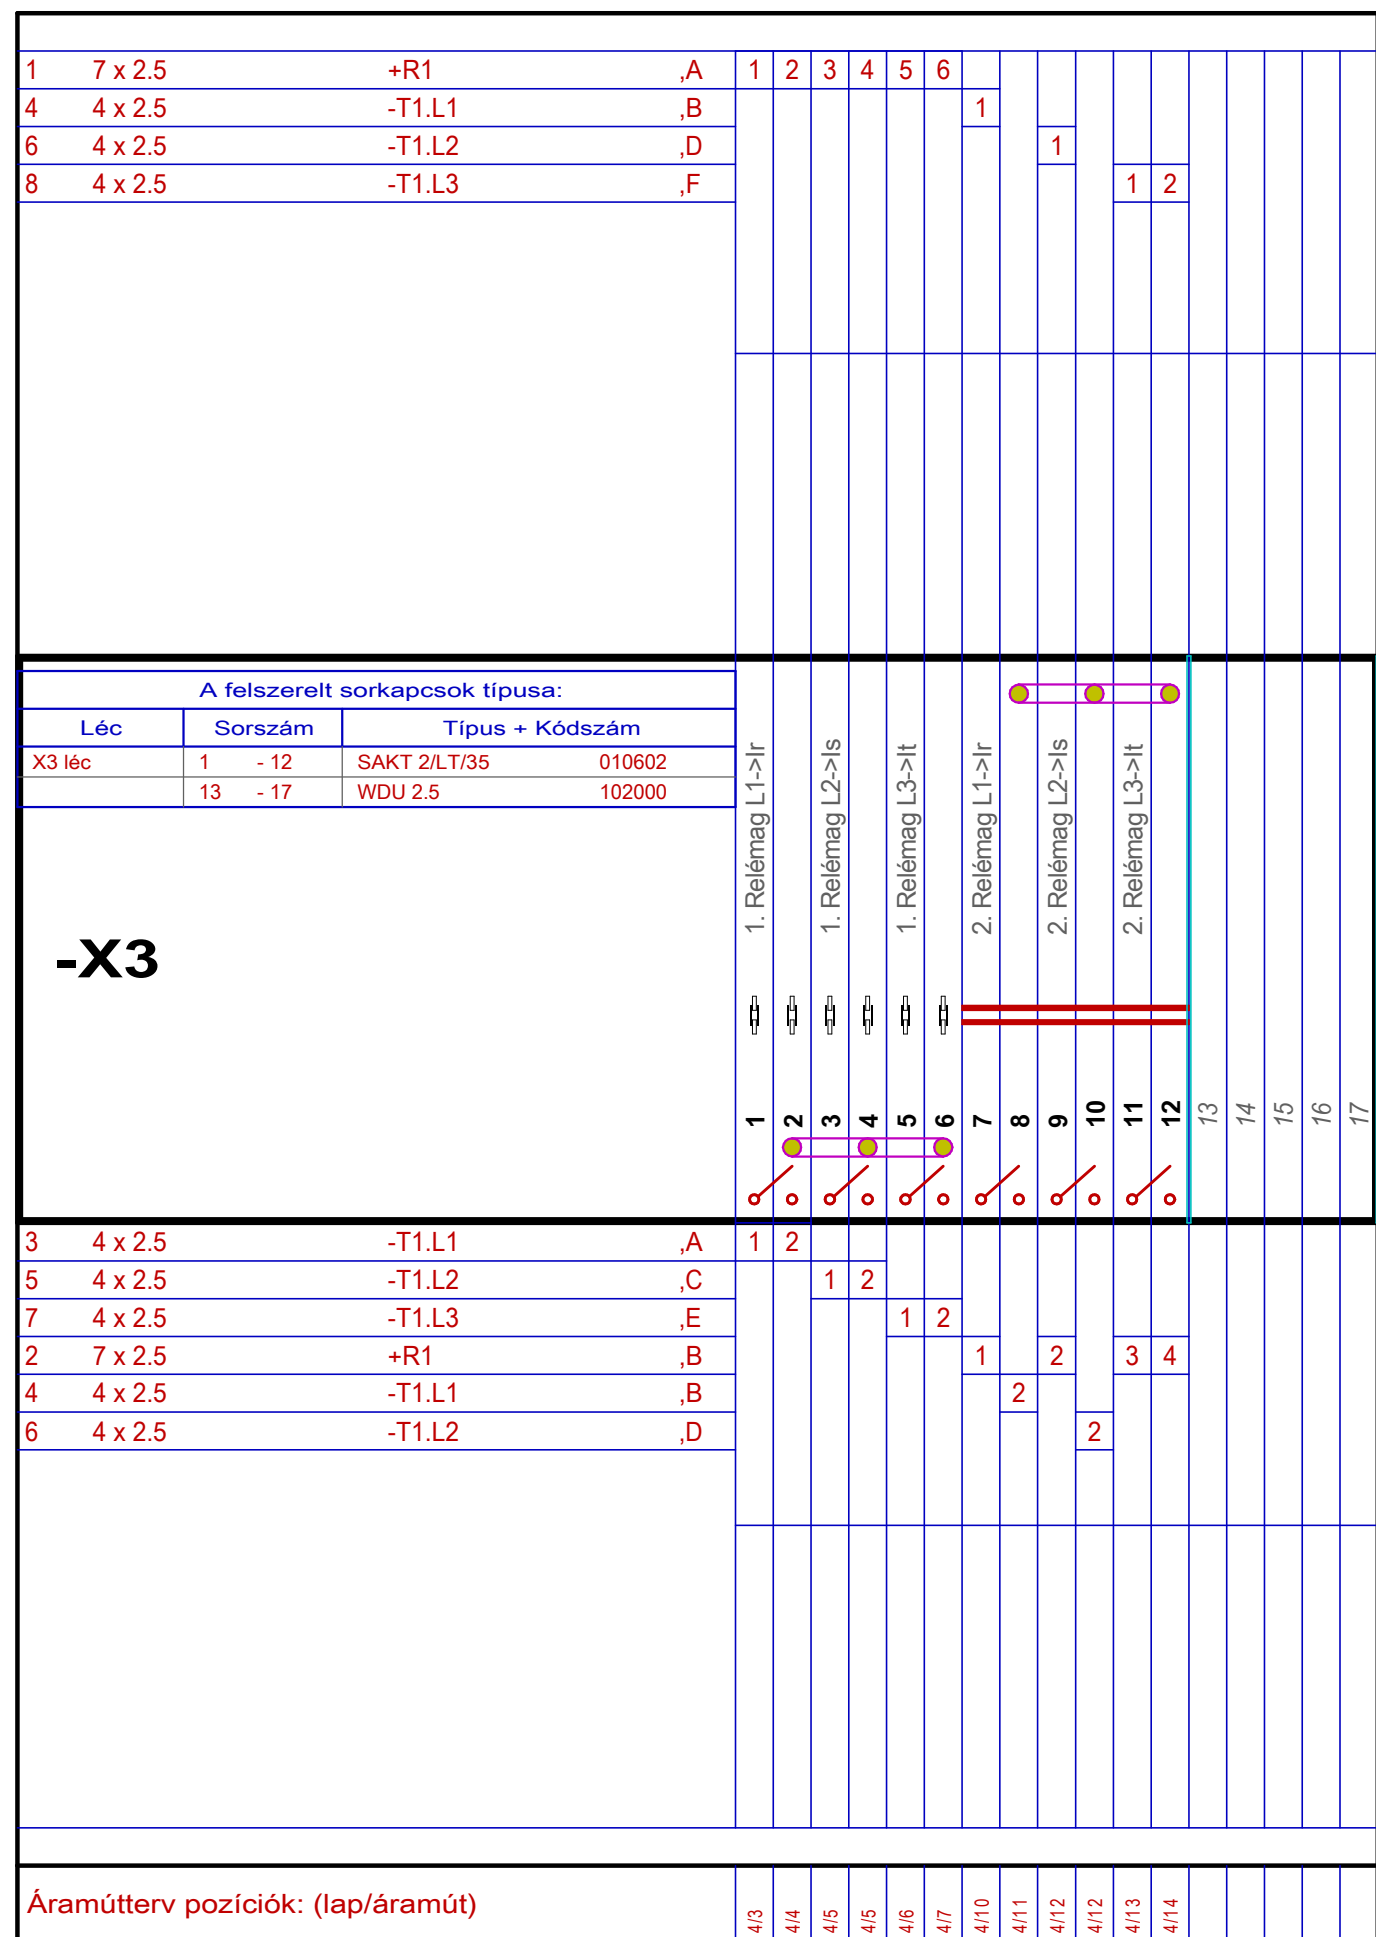 1 7 x 2.5 +R1 ,A 1 2 3 4 5 6
4 4 x 2.5 -T1.L1 ,B 1
6 4 x 2.5 -T1.L2 ,D 1
8 4 x 2.5 -T1.L3 ,F 1 2
A felszerelt sorkapcsok típusa:
Léc Sorszám Típus + Kódszám
X3 léc 1 - 12 SAKT 2/LT/35 010602
13 - 17 WDU 2.5 102000
-X3
1. Relémag L1->Ir
1. Relémag L2->Is
1. Relémag L3->It
2. Relémag L1->Ir
2. Relémag L2->Is
2. Relémag L3->It
1 2 3 4 5 6 7 8 9 10 11 12 13 14 15 16 17
3 4 x 2.5 -T1.L1 ,A 1 2
5 4 x 2.5 -T1.L2 ,C 1 2
7 4 x 2.5 -T1.L3 ,E 1 2
2 7 x 2.5 +R1 ,B 1 2 3 4
4 4 x 2.5 -T1.L1 ,B 2
6 4 x 2.5 -T1.L2 ,D 2
Áramútterv pozíciók: (lap/áramút) 4/3 4/4 4/5 4/5 4/6 4/7 4/10 4/11 4/12 4/12 4/13 4/14